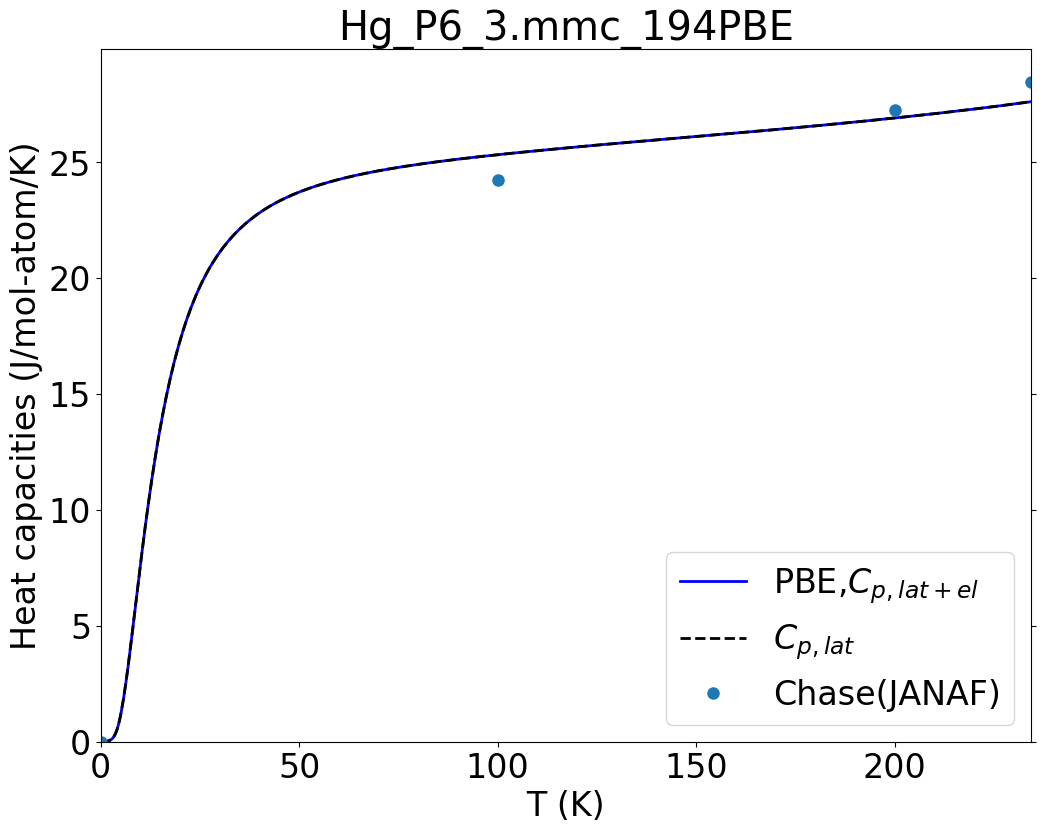 Hg_P6_3.mmc_194PBE
Heat capacities (J/mol-atom/K)
25
20
15
10
5
0
0
50
100
150
200
T (K)
PBE,C_{p, lat+el}
C_{p, lat}
Chase(JANAF)